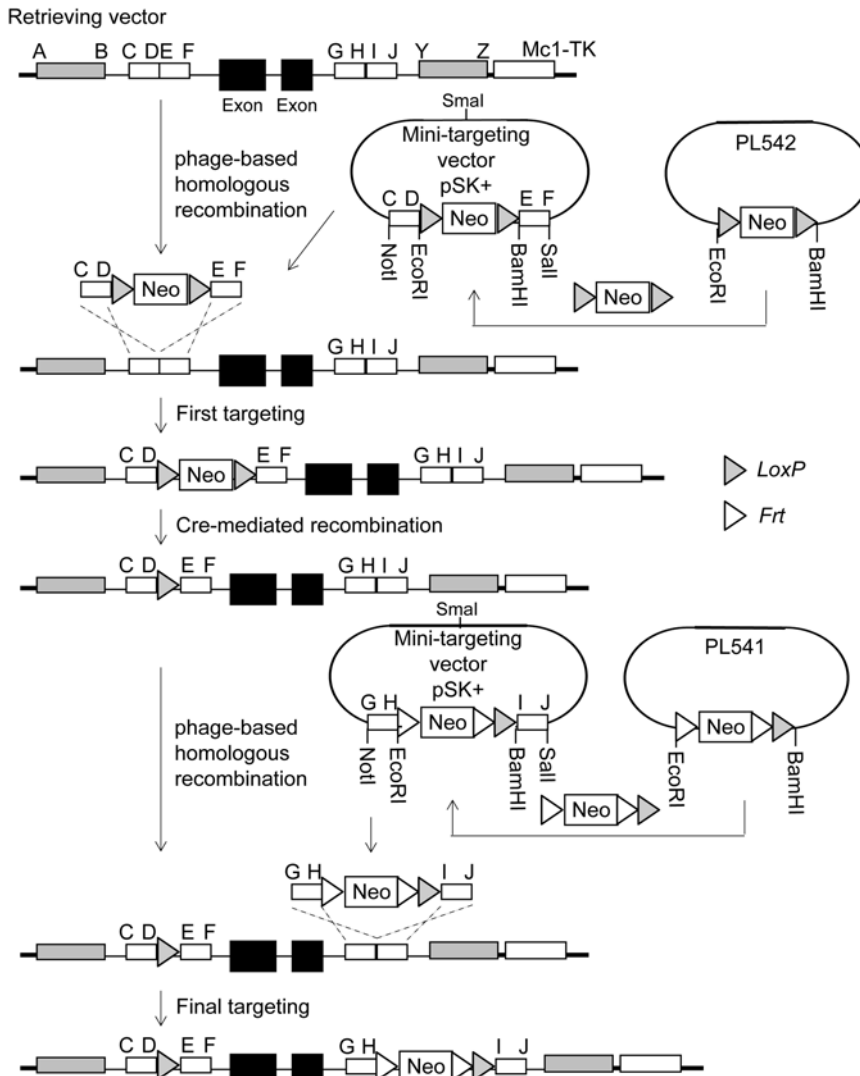 Retrieving vector
A B C D E F G H I J Y Z Mc1-TK
Exon Exon
SmaI
Mini-targeting
vector
pSK+
C D E F
Neo
NotI
EcoRI
BamHI
SalI
PL542
Neo
EcoRI
BamHI
Neo
phage-based
homologous
recombination
C D E F
Neo
G H I J
First targeting
C D E F G H I J
Neo
LoxP
Frt
Cre-mediated recombination
C D E F G H I J
SmaI
Mini-targeting
vector
pSK+
G H I J
Neo
NotI
EcoRI
BamHI
SalI
PL541
Neo
EcoRI
BamHI
Neo
phage-based
homologous
recombination
G H I J
Neo
C D E F
Final targeting
C D E F G H I J
Neo